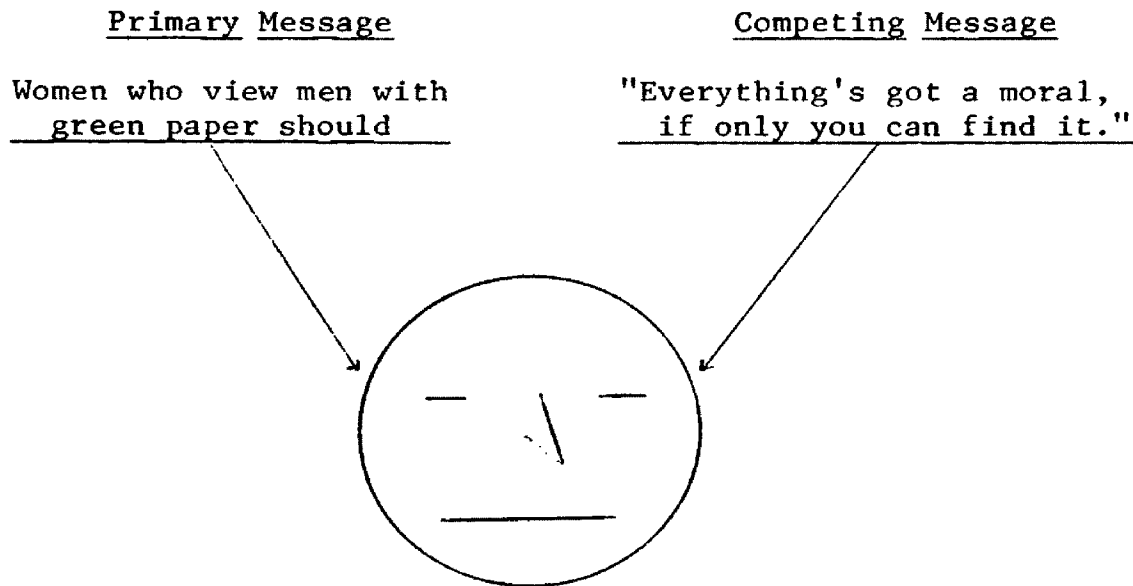 Primary Message
Women who view men with
green paper should
Competing Message
"Everything's got a moral,
if only you can find it."